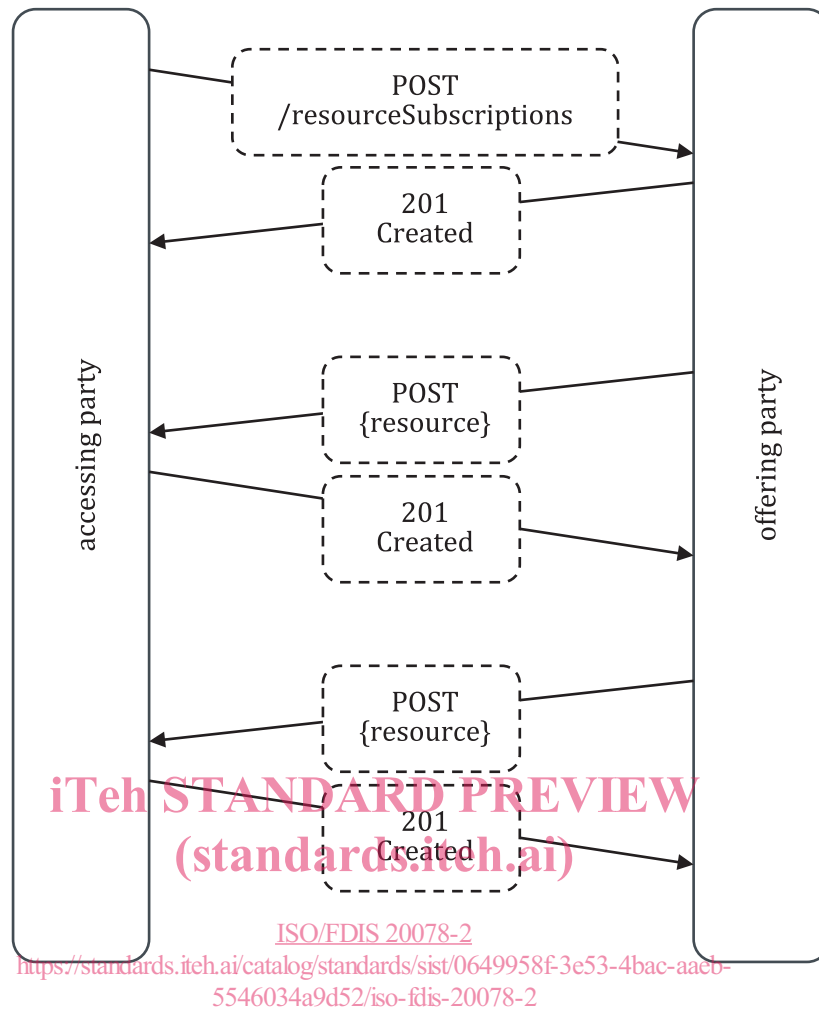 POST
/resourceSubscriptions
201
Created
accessing party
offering party
POST
{resource}
201
Created
POST
{resource}
iTeh STANDARD PREVIEW
201
Created
(standards.iteh.ai)
ISO/FDIS 20078-2
https://standards.iteh.ai/catalog/standards/sist/0649958f-3e53-4bac-aaeb-
5546034a9d52/iso-fdis-20078-2